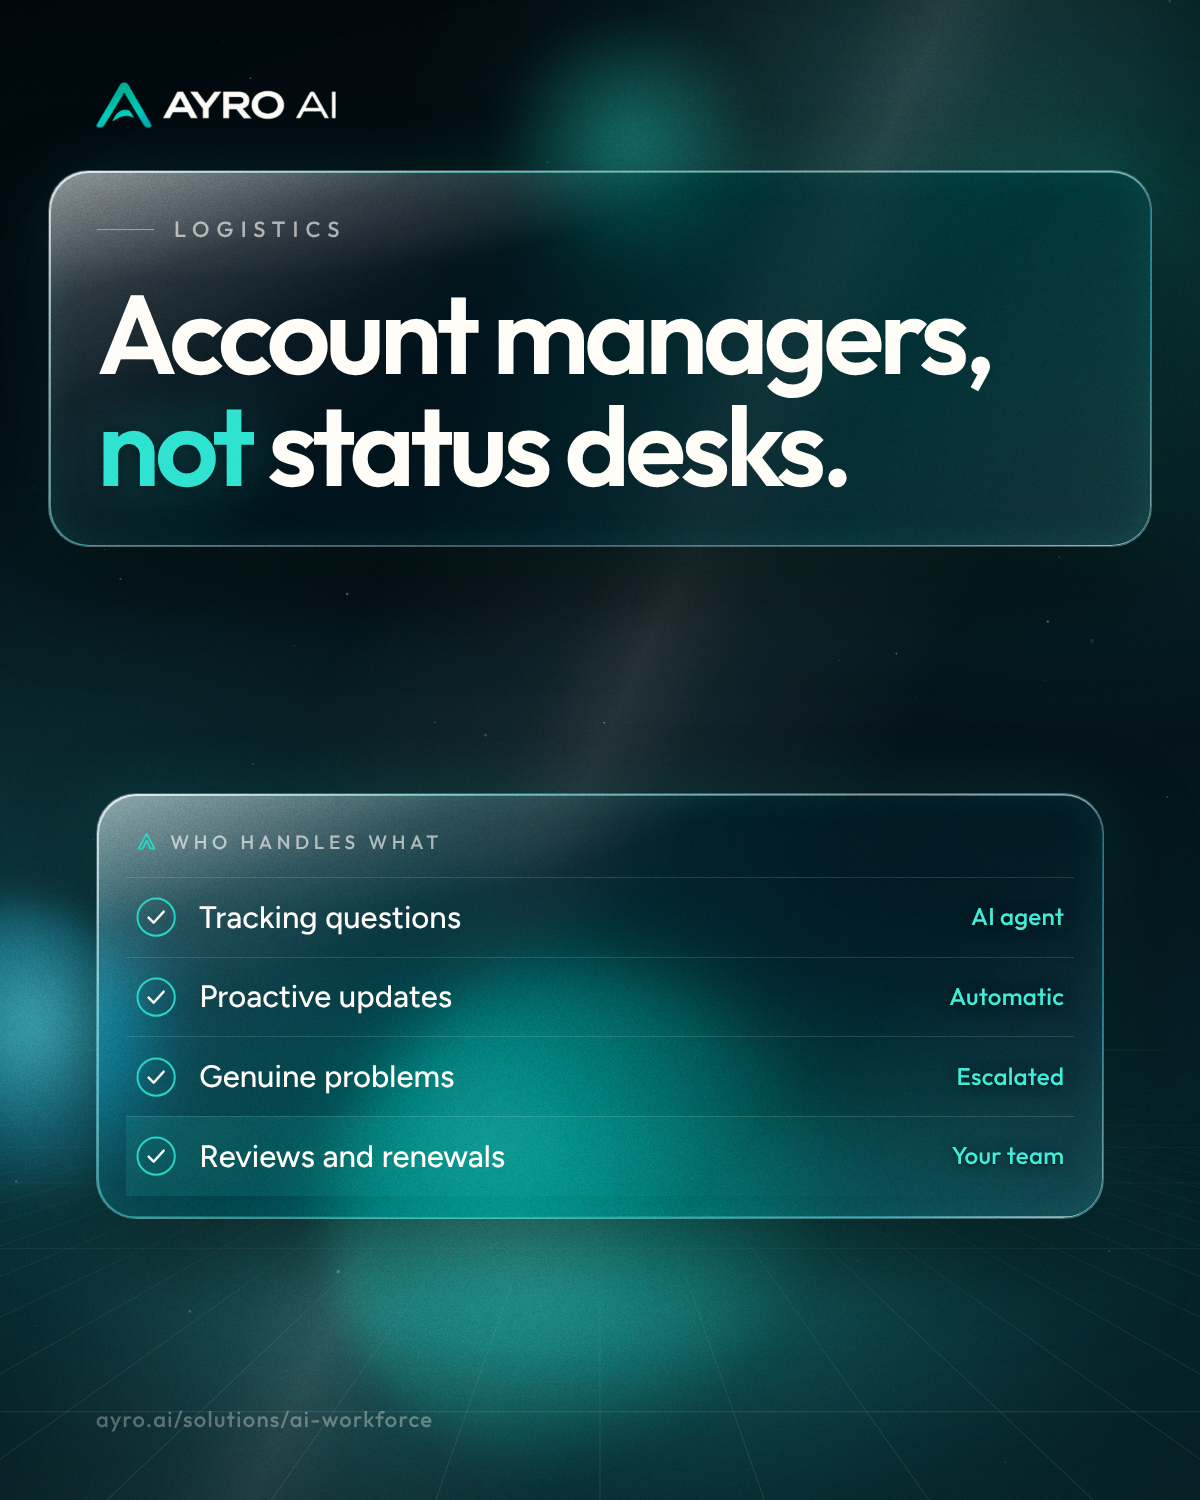 AYRO AI
LOGISTICS
Account managers,
not status desks.
WHO HANDLES WHAT
Tracking questions
AI agent
Proactive updates
Automatic
Genuine problems
Escalated
Reviews and renewals
Your team
ayro.ai/solutions/ai-workforce